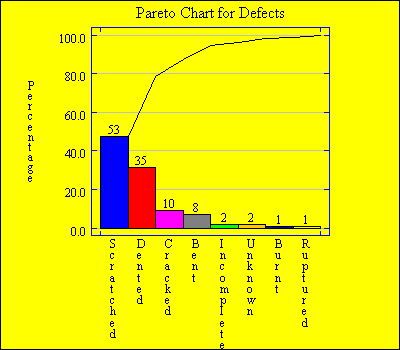 Pareto Chart for Defects
100.0
80.0
60.0
40.0
20.0
0.0
Percentage
53
35
10
8
2
2
1
1
Scratched
Dented
Cracked
Bent
Incomplete
Unknown
Burnt
Ruptured